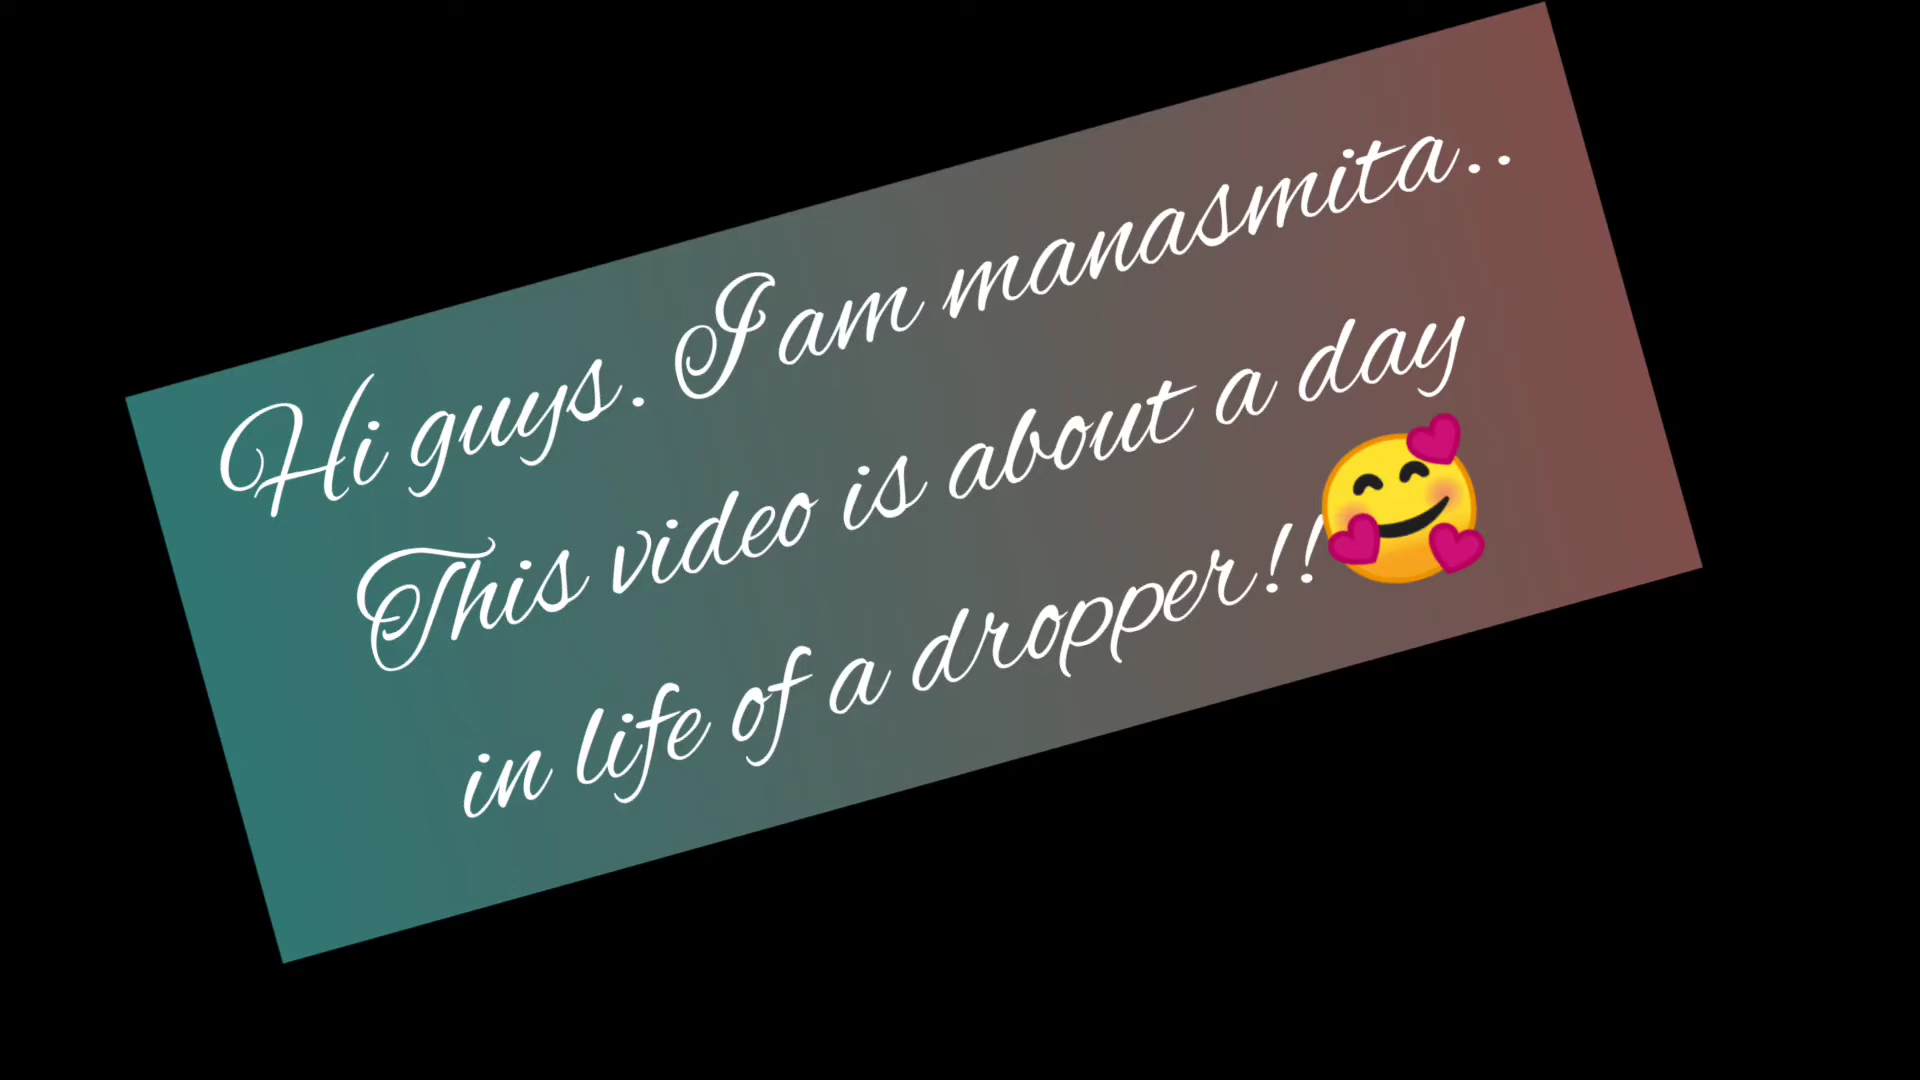 Hi guys. I am manasmita..
This video is about a day
in life of a dropper!!🥰